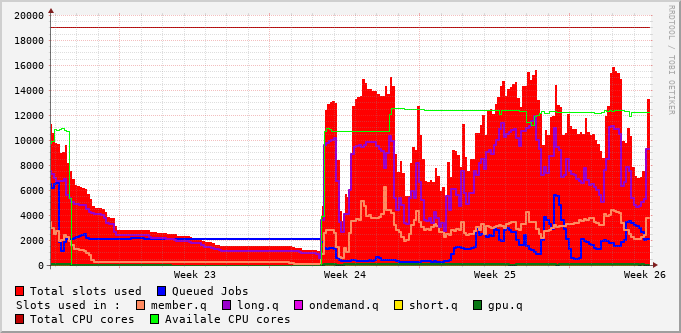 20000
18000
16000
14000
12000
10000
8000
6000
4000
2000
0
Week 23 Week 24 Week 25 Week 26
RRDTOOL / TOBI OETIKER
Total slots used Queued Jobs
Slots used in : member.q long.q ondemand.q short.q gpu.q
Total CPU cores Availale CPU cores